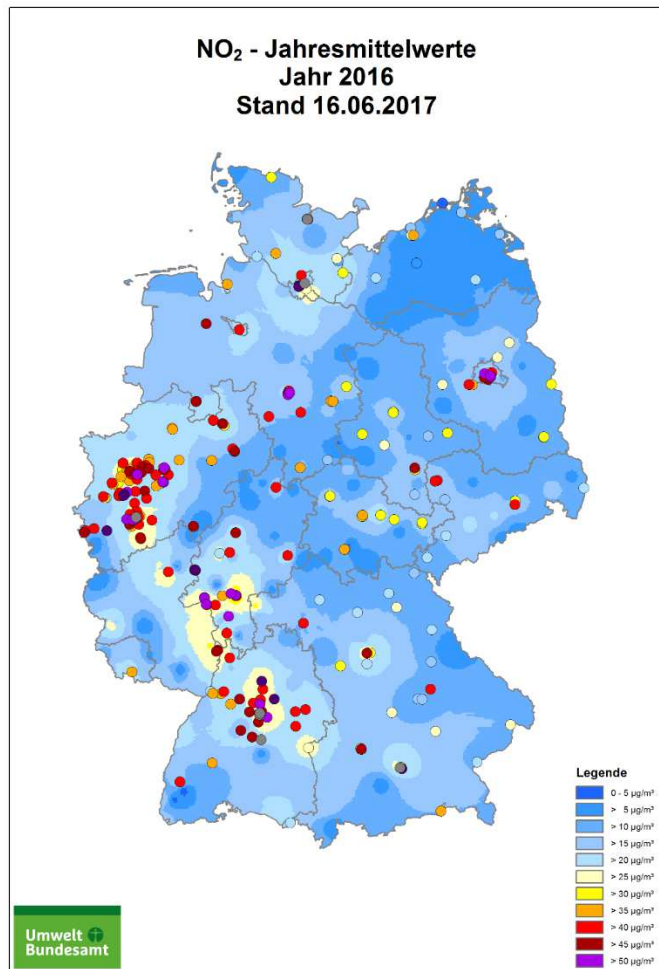 NO₂ - Jahresmittelwerte
Jahr 2016
Stand 16.06.2017
Legende
0 - 5 µg/m³
> 5 µg/m³
> 10 µg/m³
> 15 µg/m³
> 20 µg/m³
> 25 µg/m³
> 30 µg/m³
> 35 µg/m³
> 40 µg/m³
> 45 µg/m³
> 50 µg/m³
Umwelt
Bundesamt